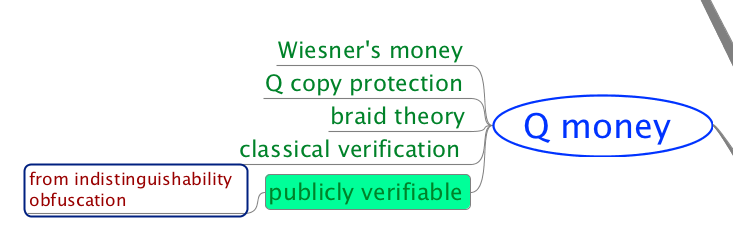 Wiesner's money
Q copy protection
braid theory
Q money
classical verification
from indistinguishability
obfuscation
publicly verifiable